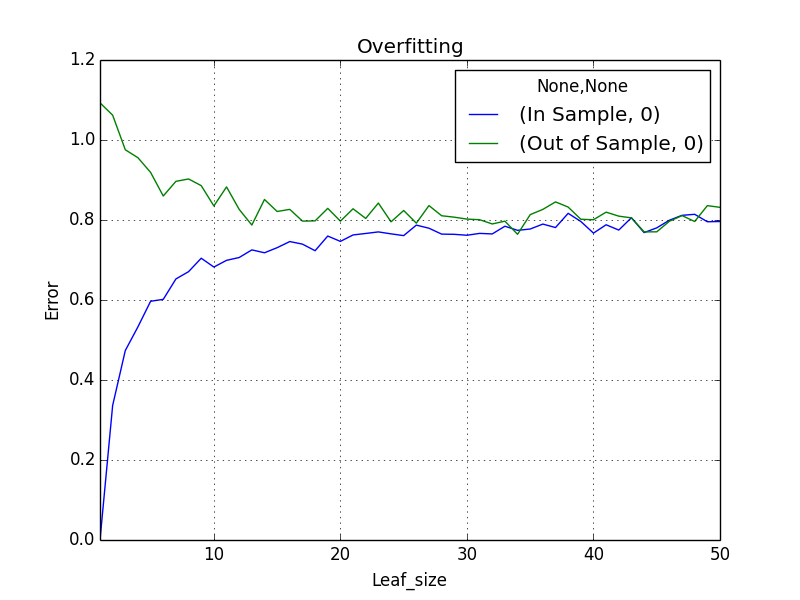 Overfitting
None,None
(In Sample, 0)
(Out of Sample, 0)
1.2
1.0
0.8
0.6
0.4
0.2
0.0
Error
10 20 30 40 50
Leaf_size